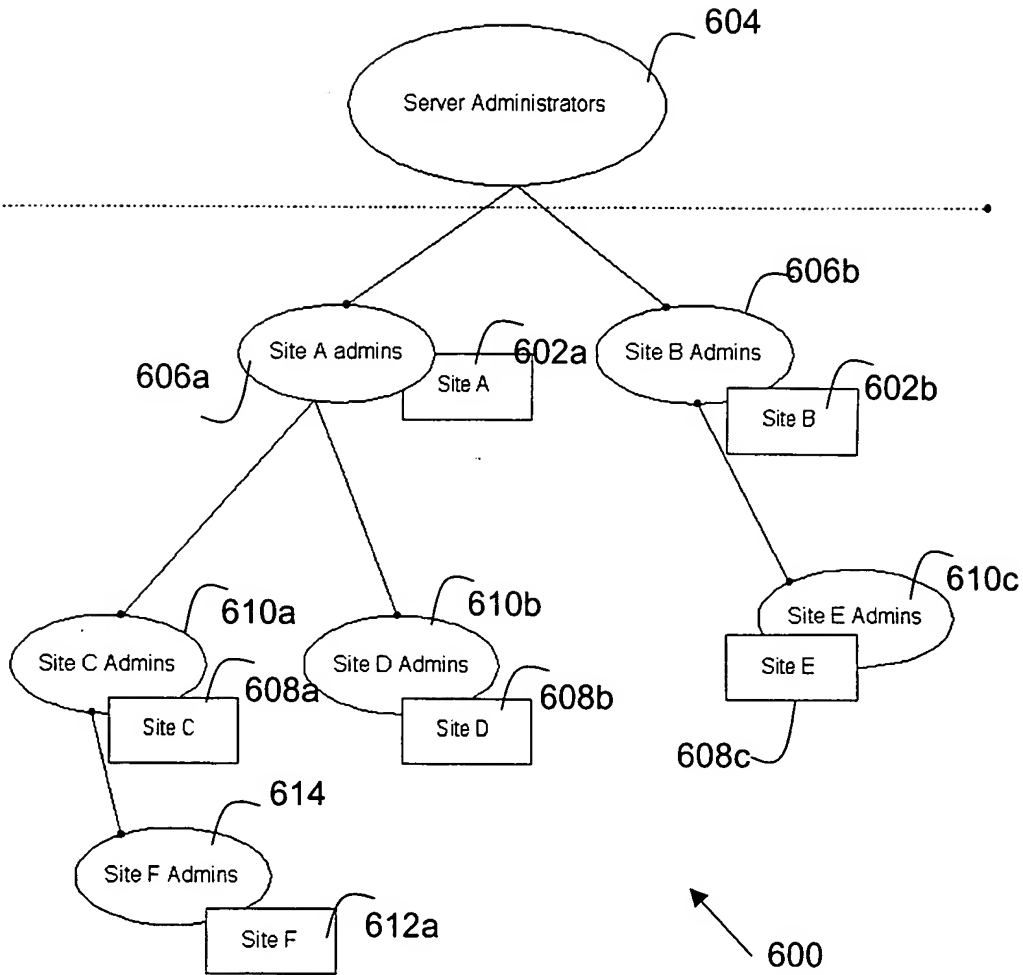 604
Server Administrators
606b
Site A admins
602a
Site B Admins
606a
Site A
602b
Site B
610a
610b
610c
Site E Admins
Site C Admins
Site D Admins
Site E
608a
608b
Site C
Site D
608c
614
Site F Admins
612a
Site F
600